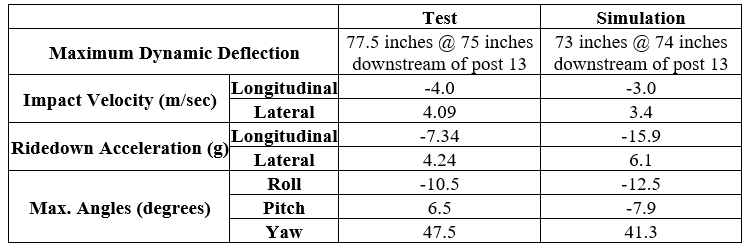 Test Simulation
Maximum Dynamic Deflection 77.5 inches @ 75 inches downstream of post 13 73 inches @ 74 inches downstream of post 13
Impact Velocity (m/sec) Longitudinal -4.0 -3.0
Lateral 4.09 3.4
Ridedown Acceleration (g) Longitudinal -7.34 -15.9
Lateral 4.24 6.1
Max. Angles (degrees) Roll -10.5 -12.5
Pitch 6.5 -7.9
Yaw 47.5 41.3